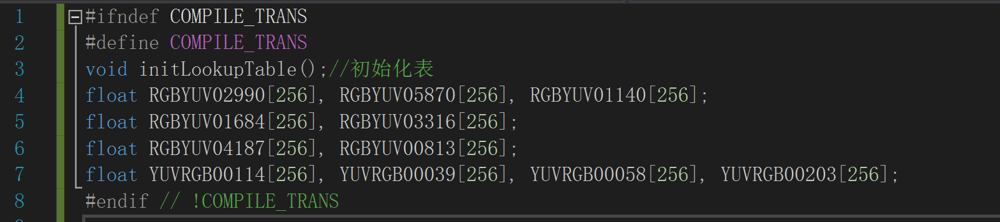 1 #ifndef COMPILE_TRANS
2 #define COMPILE_TRANS
3 void initLookupTable();//初始化表
4 float RGBYUV02990[256], RGBYUV05870[256], RGBYUV01140[256];
5 float RGBYUV01684[256], RGBYUV03316[256];
6 float RGBYUV04187[256], RGBYUV00813[256];
7 float YUVRGB00114[256], YUVRGB00039[256], YUVRGB00058[256], YUVRGB00203[256];
8 #endif // !COMPILE_TRANS